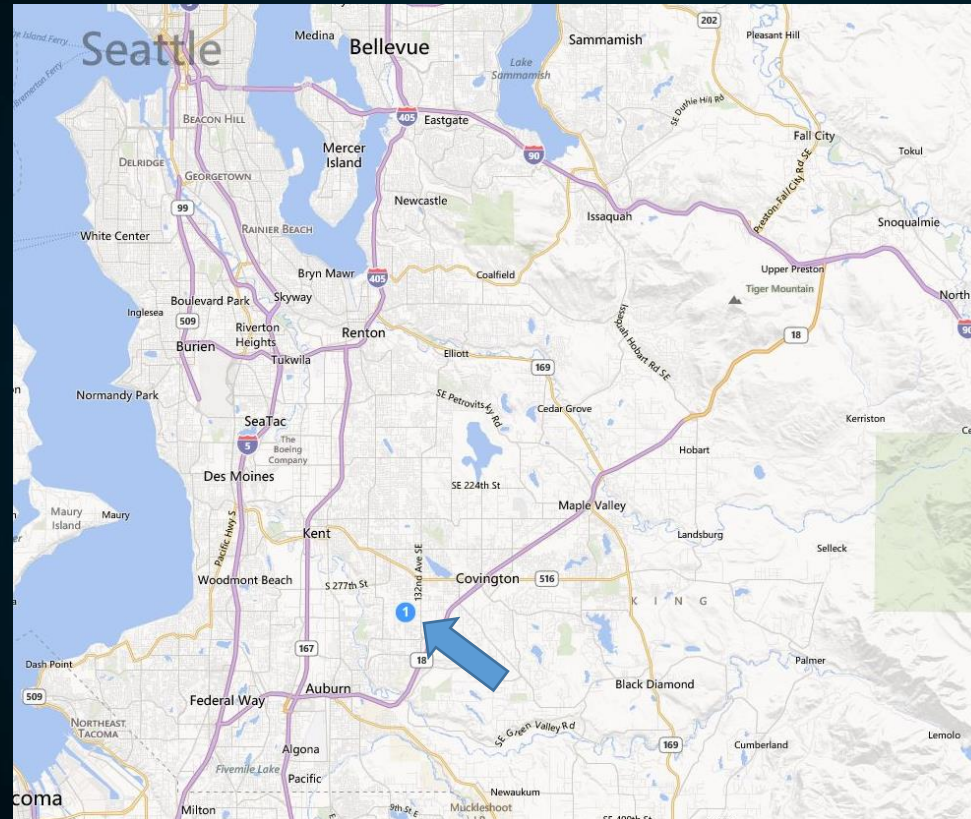 Medina
202
Pleasant Hill
Seattle
Bellevue
Sammamish
Lake
Sammamish
SE Duthie Hill Rd
BEACON HILL
405
Eastgate
Fall City
Mercer
Island
90
Tokul
DELRIDGE
GEORGETOWN
Preston-Fall City Rd SE
Newcastle
99
Issaquah
Snoqualmie
White Center
RAINIER BEACH
Bryn Mawr
405
Coalfield
Upper Preston
Tiger Mountain
North
Boulevard Park
Skyway
Inglesea
509
Issaquah Hobart Rd SE
90
Riverton
Heights
Renton
18
Burien
Tukwila
Elliott
169
Normandy Park
SE Petrovitsky Rd
Cedar Grove
Kerriston
SeaTac
5
The
Boeing
Company
Hobart
Des Moines
SE 224th St
Maury
Island
Maury
Pacific Hwy S
Maple Valley
Kent
Landsburg
Selleck
132nd Ave SE
Woodmont Beach
S 277th St
Covington
516
KING
1
167
18
Dash Point
Palmer
509
Federal Way
Auburn
Black Diamond
NORTHEAST
TACOMA
SE Green Valley Rd
169
Cumberland
Lemolo
Algona
Fivemile Lake
Pacific
Newaukum
coma
Milton
9th St E
Muckleshoot